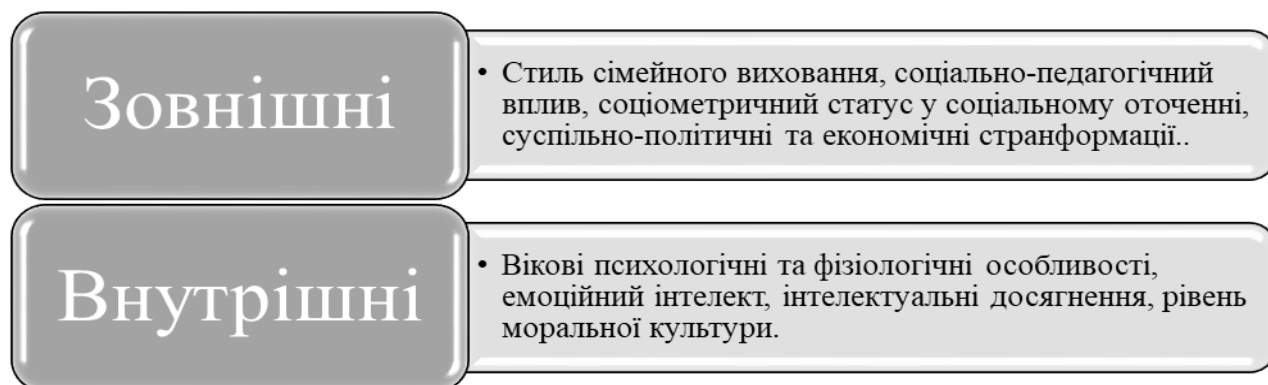 Зовнішні
• Стиль сімейного виховання, соціально-педагогічний
вплив, соціометричний статус у соціальному оточенні,
суспільно-політичні та економічні странформації..
Внутрішні
• Вікові психологічні та фізіологічні особливості,
емоційний інтелект, інтелектуальні досягнення, рівень
моральної культури.